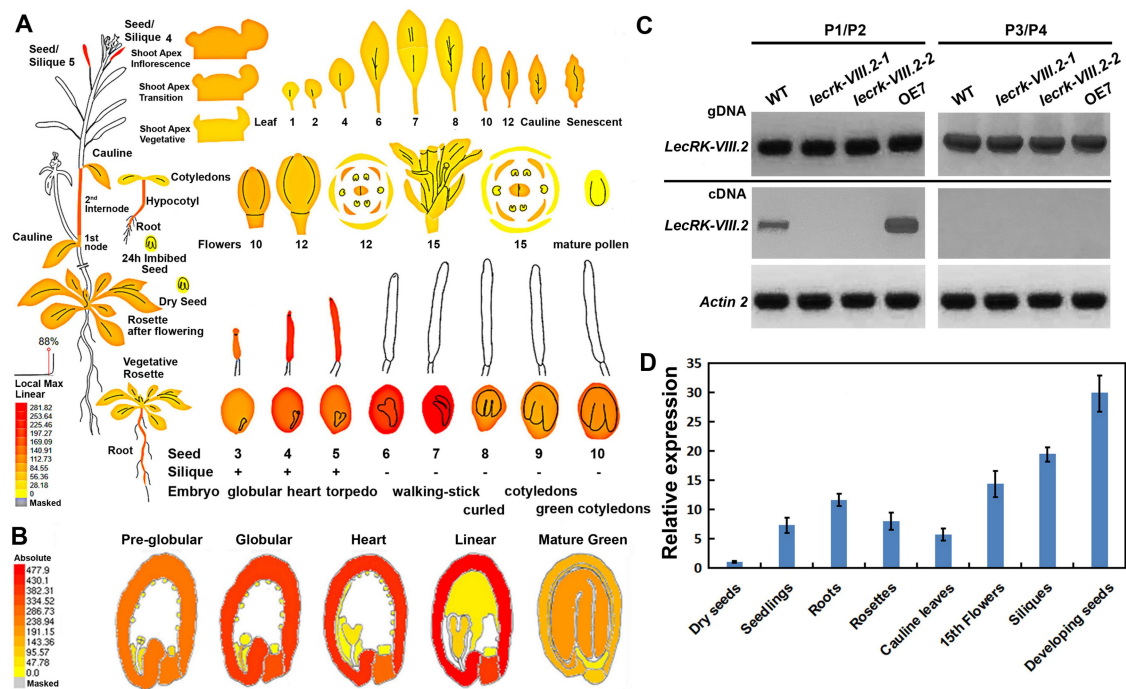 A
Seed/
Silique 4
Seed/
Silique 5
Shoot Apex
Inflorescence
Shoot Apex
Transition
Shoot Apex
Vegetative
Leaf 1 2 4 6 7 8 10 12 Cauline Senescent
Cauline
Cotyledons
2nd
Internode
Hypocotyl
Root
Cauline
1st
node
24h Imbibed
Seed
Dry Seed
Rosette
after flowering
Flowers 10 12 12 15 15 mature pollen
88%
Local Max
Linear
281.82
253.64
225.46
197.27
169.09
140.91
112.73
84.55
56.36
28.18
0
Masked
Vegetative
Rosette
Root
Seed 3 4 5 6 7 8 9 10
Silique + + + - - - - -
Embryo globular heart torpedo walking-stick cotyledons
curled green cotyledons
B
Absolute
477.9
430.1
382.31
334.52
286.73
238.94
191.15
143.36
95.57
47.78
0.0
Masked
Pre-globular Globular Heart Linear Mature Green
C
P1/P2 P3/P4
WT lecrk-VIII.2-1 lecrk-VIII.2-2 OE7 WT lecrk-VIII.2-1 lecrk-VIII.2-2 OE7
gDNA
LecRK-VIII.2
cDNA
LecRK-VIII.2
Actin 2
D
Relative expression
35
30
25
20
15
10
5
0
Dry seeds Seedlings Roots Rosettes Cauline leaves 15th Flowers Siliques Developing seeds